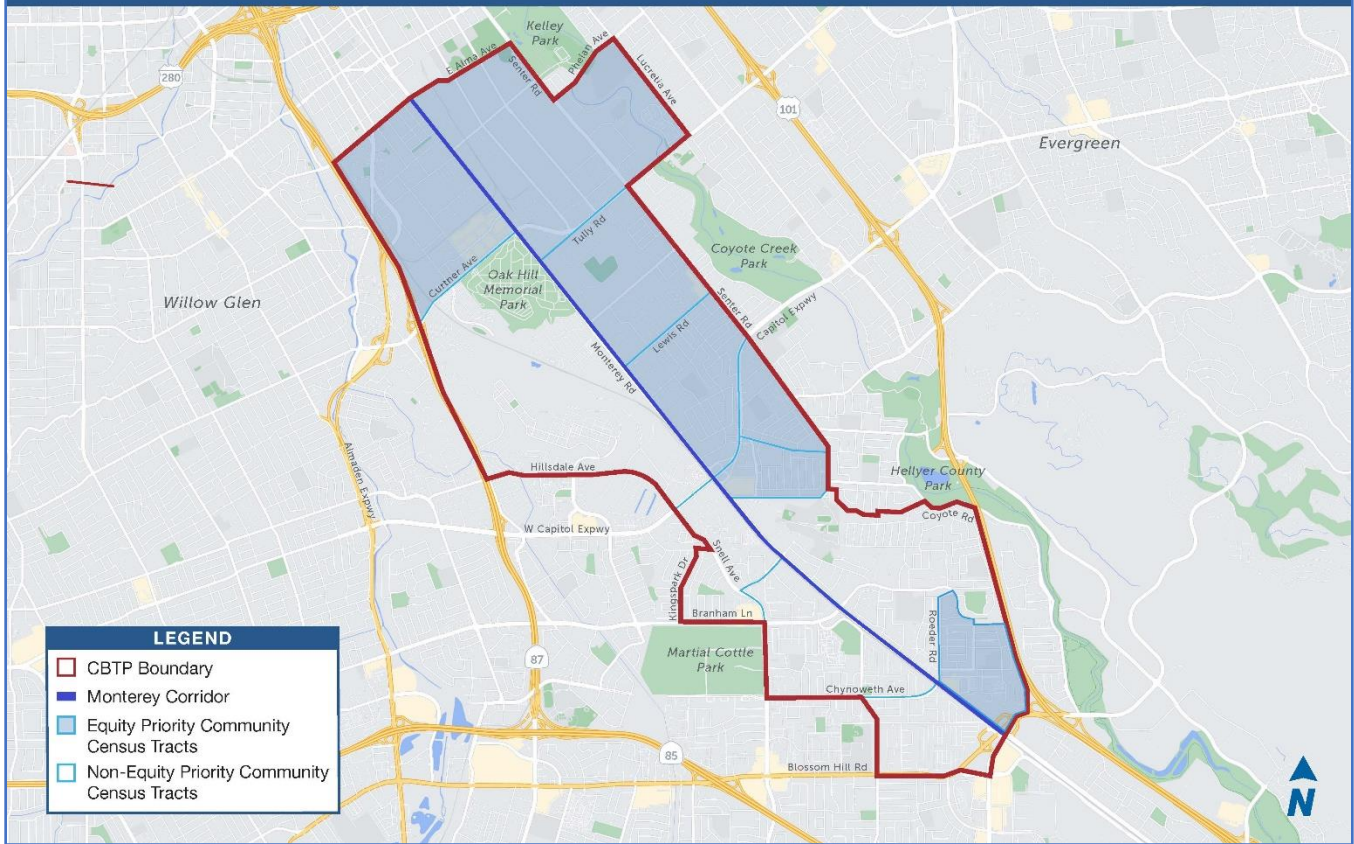 Kelley
Park
E Alma Ave
Senter Rd
Phelan Ave
Lucretia Ave
280
101
Evergreen
Willow Glen
Curtner Ave
Oak Hill
Memorial
Park
Tully Rd
Coyote Creek
Park
Senter Rd
Capitol Expwy
Lewis Rd
Monterey Rd
Almaden Expwy
Hillsdale Ave
W Capitol Expwy
Hellyer County
Park
Coyote Rd
Snell Ave
Kingspark Dr
Branham Ln
Roeder Rd
Martial Cottle
Park
Chynoweth Ave
87
85
Blossom Hill Rd
LEGEND
CBTP Boundary
Monterey Corridor
Equity Priority Community
Census Tracts
Non-Equity Priority Community
Census Tracts
N